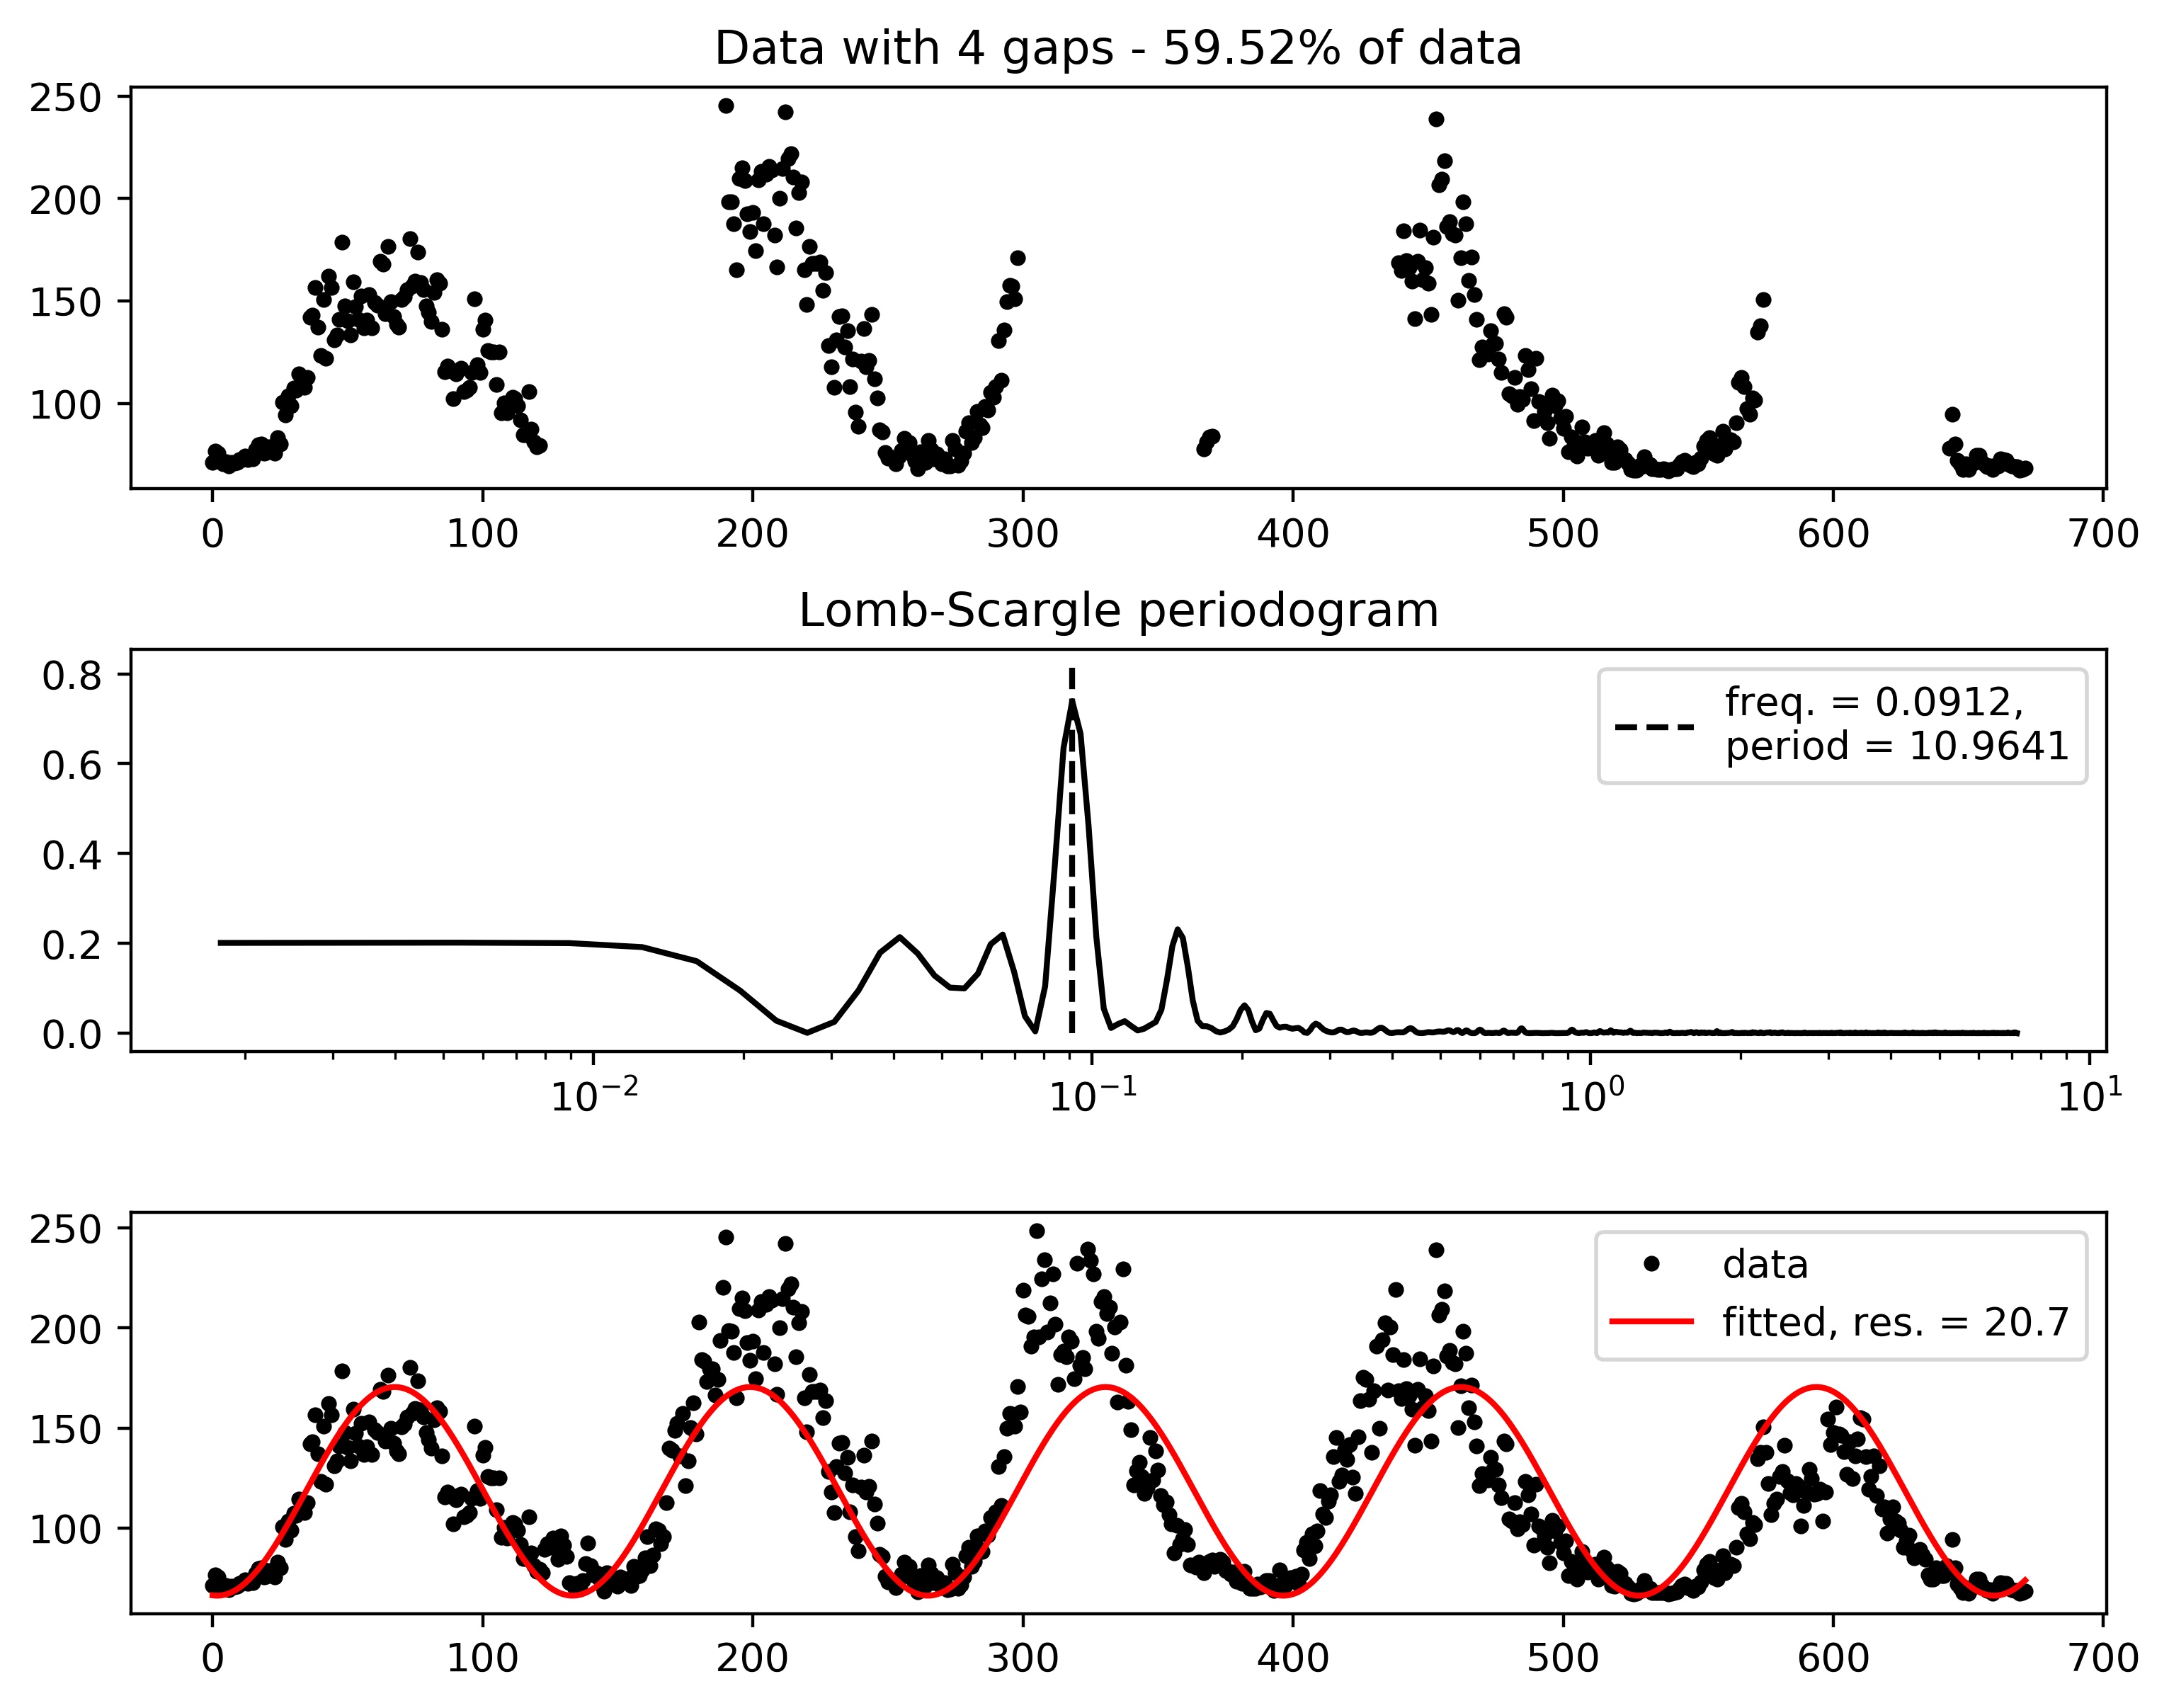 Data with 4 gaps - 59.52% of data
250
200
150
100
0 100 200 300 400 500 600 700
Lomb-Scargle periodogram
0.8
0.6
0.4
0.2
0.0
freq. = 0.0912,
period = 10.9641
10⁻² 10⁻¹ 10⁰ 10¹
250
200
150
100
data
fitted, res. = 20.7
0 100 200 300 400 500 600 700